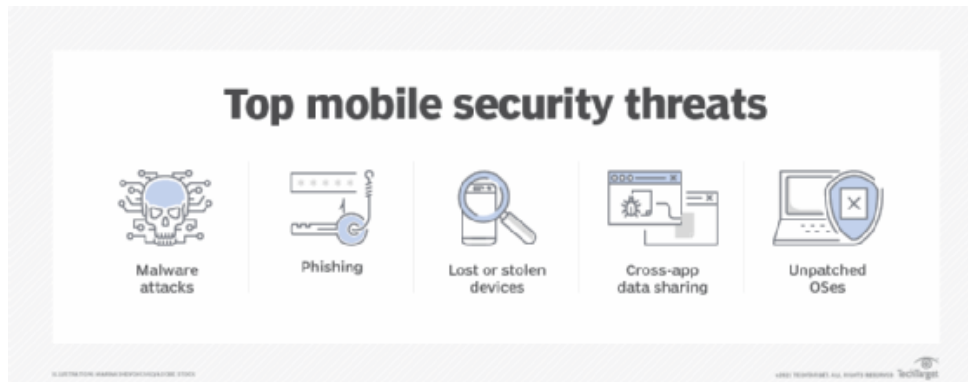 Top mobile security threats
Malware
attacks
Phishing
Lost or stolen
devices
Cross-app
data sharing
Unpatched
OSes
TechTarget